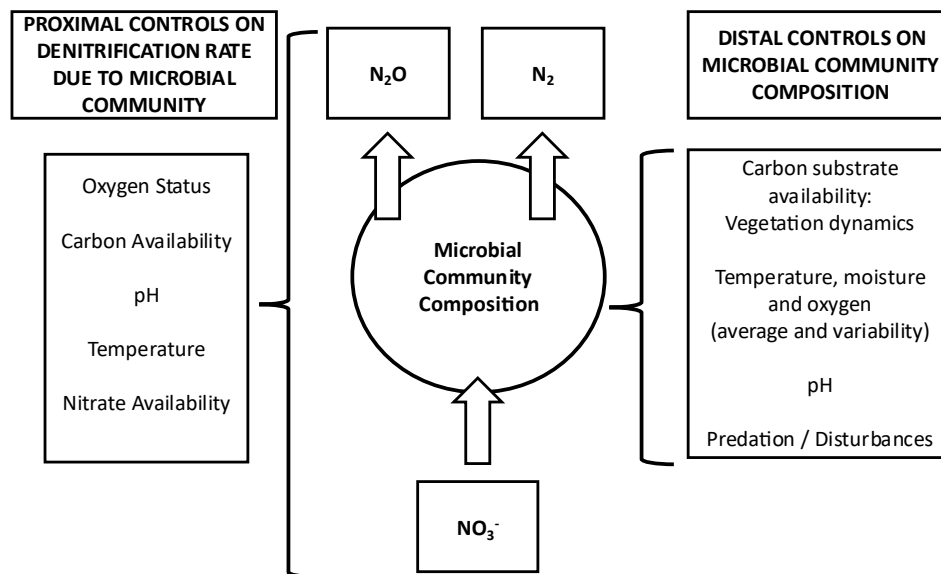 PROXIMAL CONTROLS ON
DENITRIFICATION RATE
DUE TO MICROBIAL
COMMUNITY
Oxygen Status
Carbon Availability
pH
Temperature
Nitrate Availability
N₂O
N₂
Microbial
Community
Composition
NO₃⁻
DISTAL CONTROLS ON
MICROBIAL COMMUNITY
COMPOSITION
Carbon substrate
availability:
Vegetation dynamics
Temperature, moisture
and oxygen
(average and variability)
pH
Predation / Disturbances